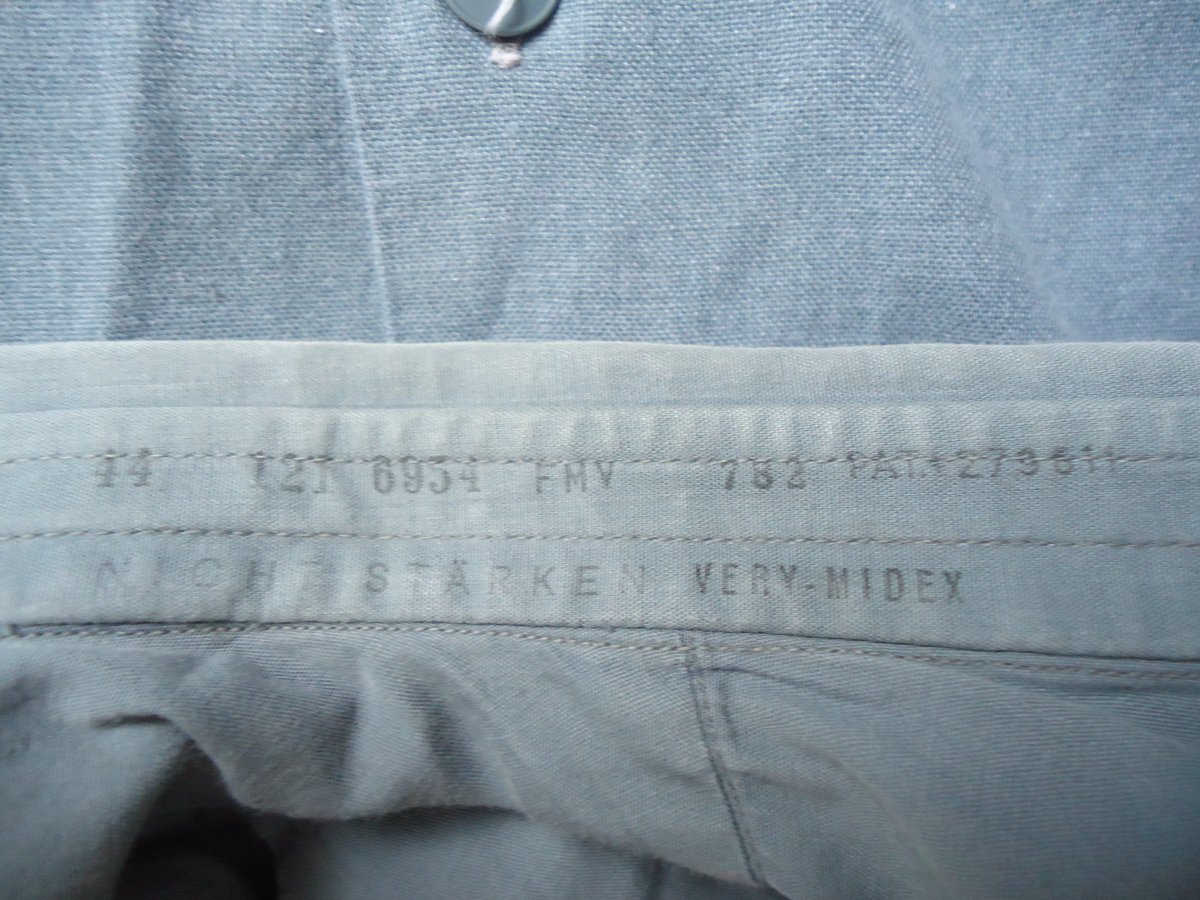 44 121 6954 FMV 782 PAT+273611
NICHT STÄRKEN VERY-MIDEX